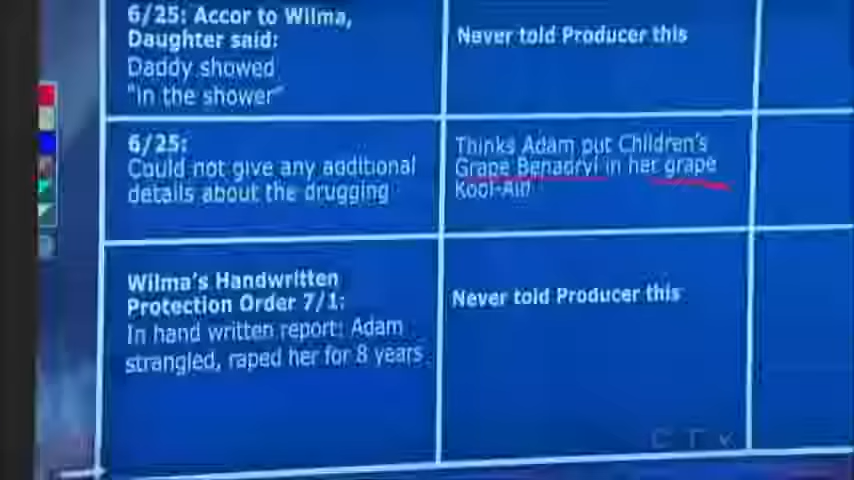 6/25: Accor to Wilma,
Daughter said:
Daddy showed
"in the shower"
Never told Producer this
6/25:
Could not give any additional
details about the drugging
Thinks Adam put Children's
Grape Benadryl in her grape
Kool-Aid
Wilma's Handwritten
Protection Order 7/1:
In hand written report: Adam
strangled, raped her for 8 years
Never told Producer this
CTV